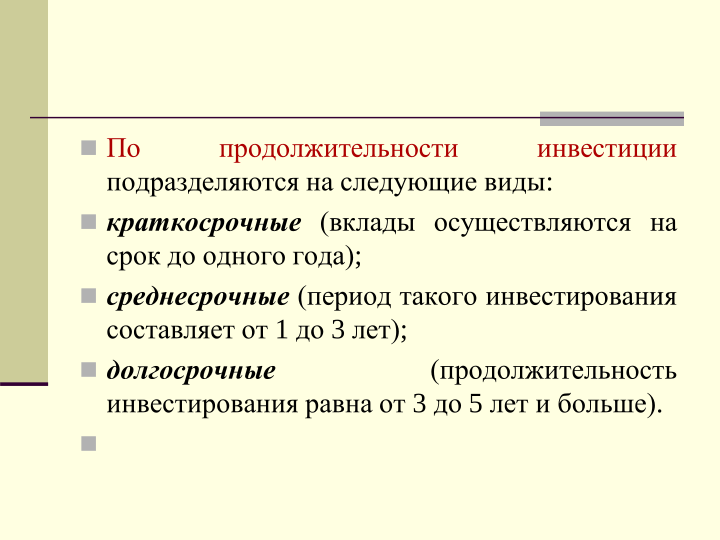 По продолжительности инвестиции
подразделяются на следующие виды:
краткосрочные (вклады осуществляются на
срок до одного года);
среднесрочные (период такого инвестирования
составляет от 1 до 3 лет);
долгосрочные (продолжительность
инвестирования равна от 3 до 5 лет и больше).